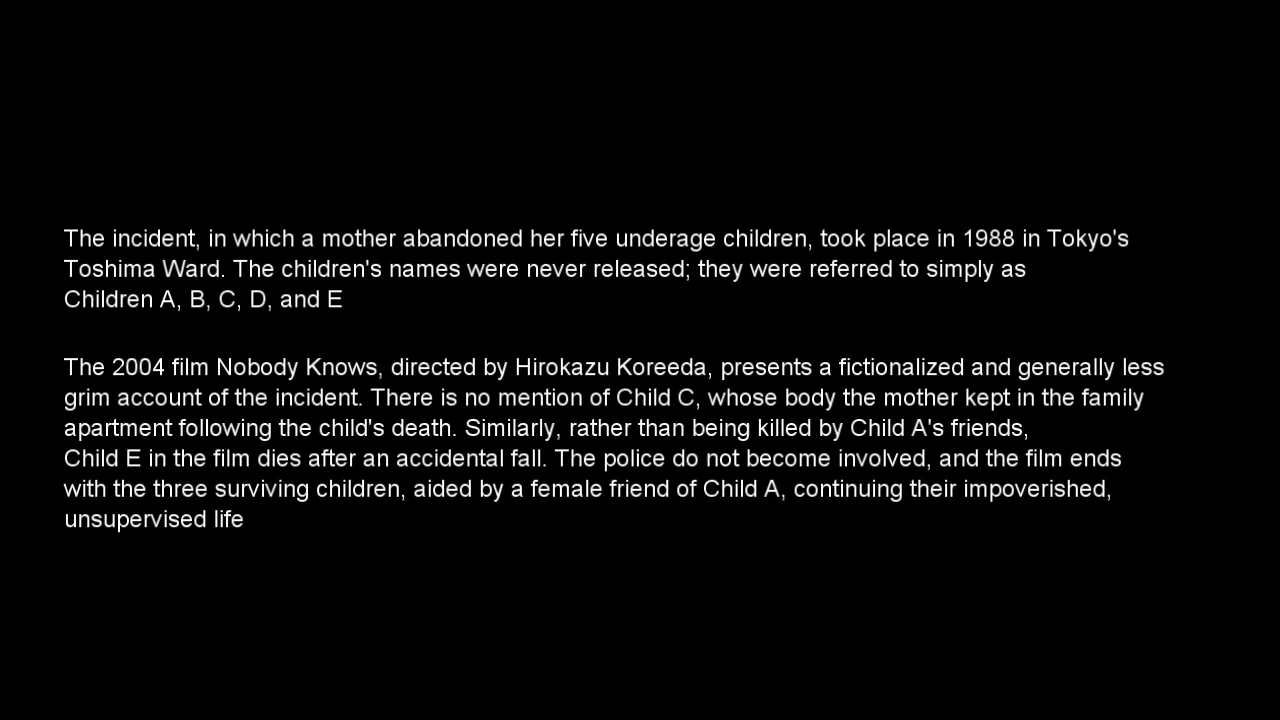 The incident, in which a mother abandoned her five underage children, took place in 1988 in Tokyo's
Toshima Ward. The children's names were never released; they were referred to simply as
Children A, B, C, D, and E
The 2004 film Nobody Knows, directed by Hirokazu Koreeda, presents a fictionalized and generally less
grim account of the incident. There is no mention of Child C, whose body the mother kept in the family
apartment following the child's death. Similarly, rather than being killed by Child A's friends,
Child E in the film dies after an accidental fall. The police do not become involved, and the film ends
with the three surviving children, aided by a female friend of Child A, continuing their impoverished,
unsupervised life